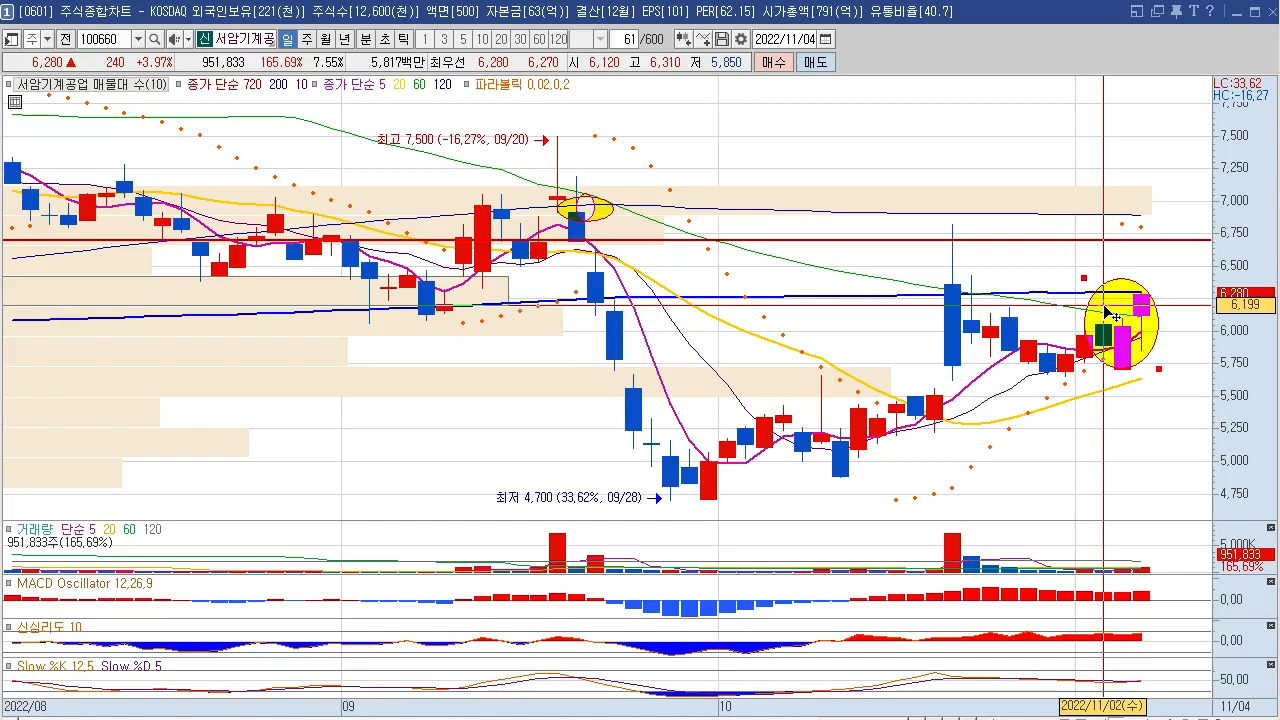 [0601] 주식종합차트 - KOSDAQ 외국인보유[221(천)] 주식수[12,600(천)] 액면[500] 자본금[63(억)] 결산[12월] EPS[101] PER[62.15] 시가총액[791(억)] 유통비율[40.7]
주 전 100660 신 서암기계공 일 주 월 년 분 초 틱 1 3 5 10 20 30 60 120 61 /600 2022/11/04
6,280 ▲ 240 +3.97% 951,833 165.69% 7.55% 5,817백만 최우선 6,280 6,270 시 6,120 고 6,310 저 5,850 매수 매도
서암기계공업 매물대 수(10) 종가 단순 720 200 10 종가 단순 5 20 60 120 파라볼릭 0.02,0.2
LC:33.62
HC:-16.27
7,750
최고 7,500 (-16,27%, 09/20)
7,500
7,250
7,000
6,750
6,500
6,280
6,199
6,000
5,750
5,500
5,250
5,000
최저 4,700 (33,62%, 09/28)
4,750
거래량 단순 5 20 60 120
951,833주(165,69%)
5,000K
951,833
165,69%
MACD Oscillator 12,26,9
0,00
신심리도 10
0,00
Slow %K 12,5 Slow %D 5
50,00
2022/08 09 10 2022/11/02(수) 11/04